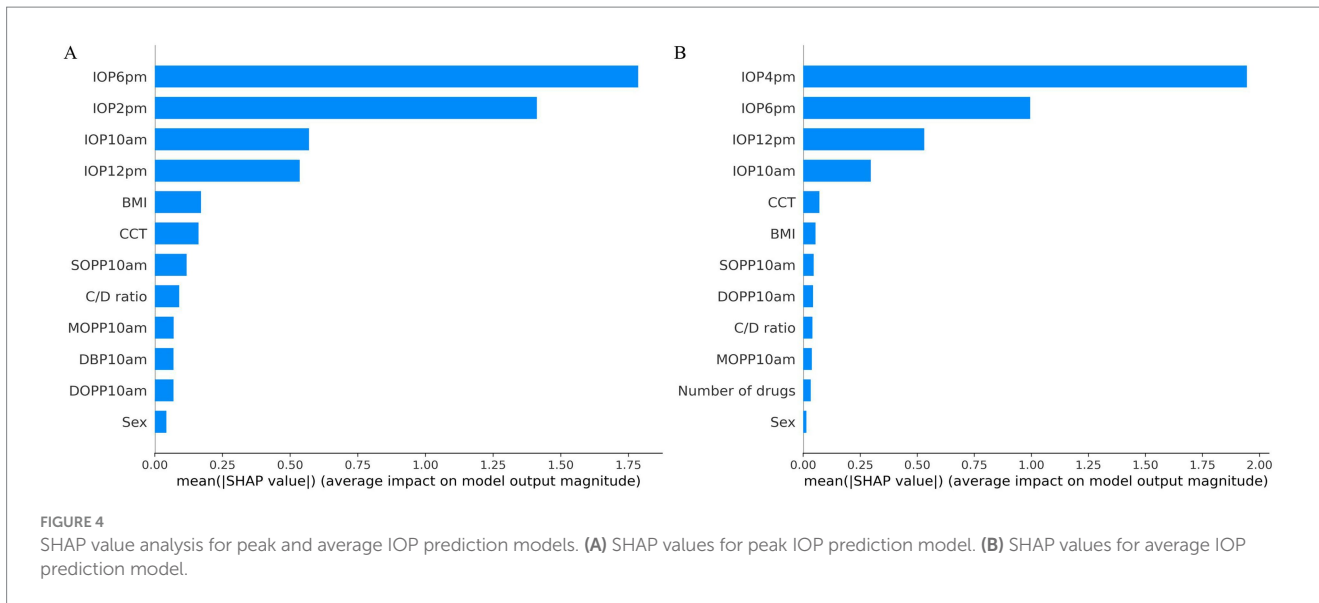 A
IOP6pm
IOP2pm
IOP10am
IOP12pm
BMI
CCT
SOPP10am
C/D ratio
MOPP10am
DBP10am
DOPP10am
Sex
0.00 0.25 0.50 0.75 1.00 1.25 1.50 1.75
mean(|SHAP value|) (average impact on model output magnitude)
B
IOP4pm
IOP6pm
IOP12pm
IOP10am
CCT
BMI
SOPP10am
DOPP10am
C/D ratio
MOPP10am
Number of drugs
Sex
0.00 0.25 0.50 0.75 1.00 1.25 1.50 1.75 2.00
mean(|SHAP value|) (average impact on model output magnitude)
FIGURE 4
SHAP value analysis for peak and average IOP prediction models. (A) SHAP values for peak IOP prediction model. (B) SHAP values for average IOP
prediction model.